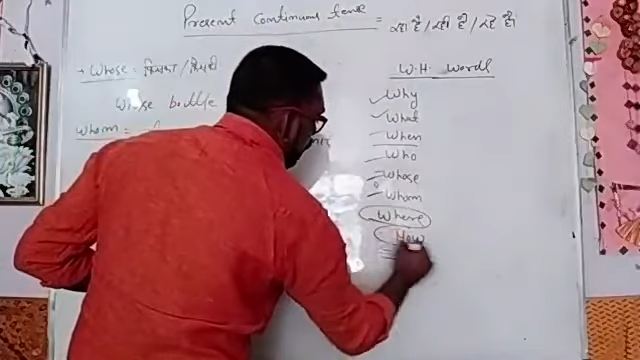 Present Continuous tense = रहा है / रही है / रहे हैं।
→ Whose : किसका / किसकी
Whose bottle
Whom =
W.H. Words
Why
What
When
Who
Whose
Whom
Where
How